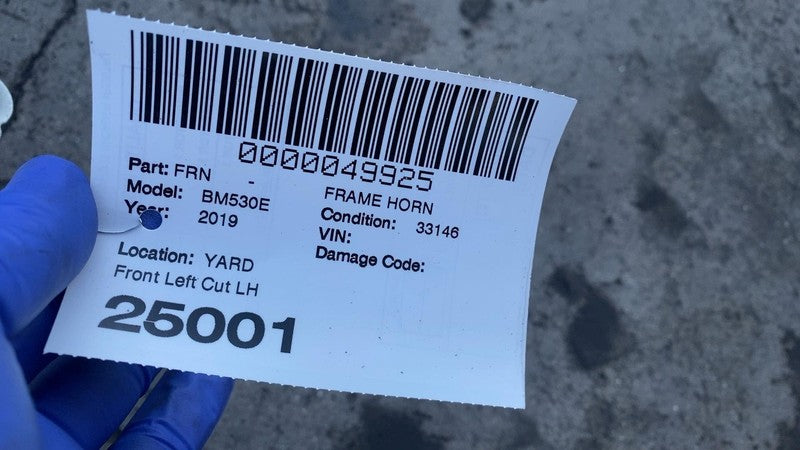 0000049925
Part: FRN -
FRAME HORN
Model: BM530E
Condition: 33146
Year: 2019
VIN:
Location: YARD
Damage Code:
Front Left Cut LH
25001